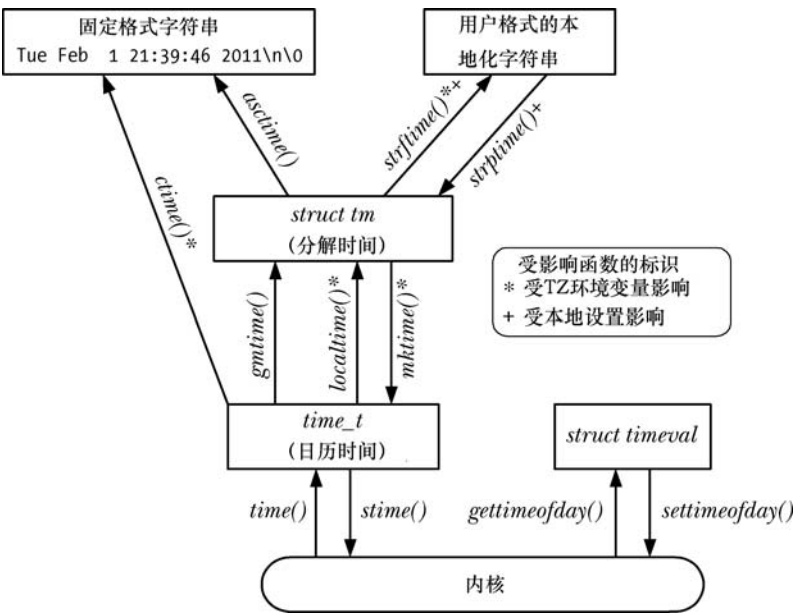 固定格式字符串
Tue Feb  1 21:39:46 2011\n\0
用户格式的本
地化字符串
asctime()
strftime()*+
strptime()+
ctime()*
struct tm
(分解时间)
受影响函数的标识
* 受TZ环境变量影响
+ 受本地设置影响
gmtime()
localtime()*
mktime()*
time_t
(日历时间)
struct timeval
time()
stime()
gettimeofday()
settimeofday()
内核